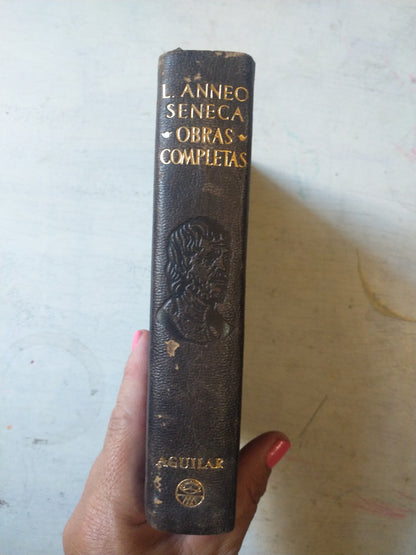 L. ANNEO
SENECA
OBRAS
COMPLETAS
AGUILAR